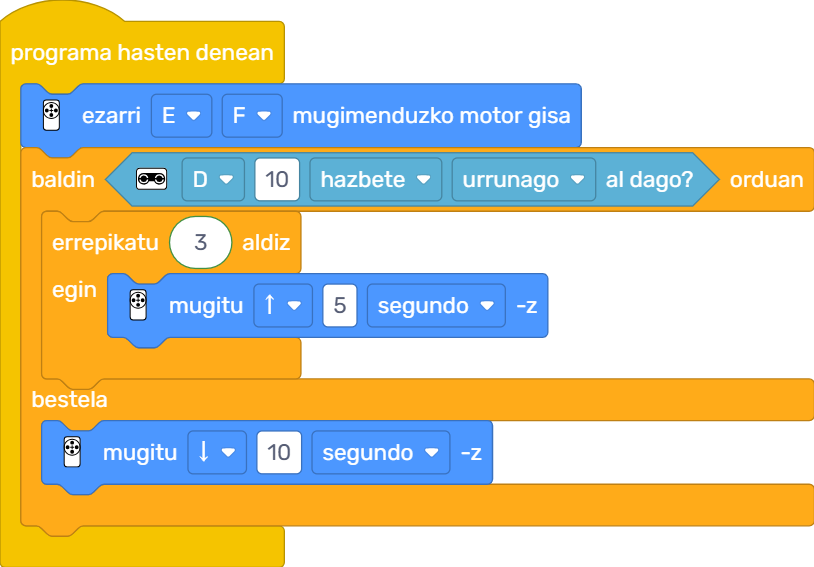 programa hasten denean
ezarri E F mugimenduzko motor gisa
baldin D 10 hazbete urrunago al dago? orduan
errepikatu 3 aldiz
egin mugitu ↑ 5 segundo -z
bestela
mugitu ↓ 10 segundo -z